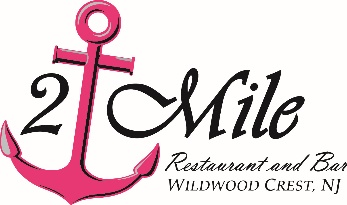 2 Mile
Restaurant and Bar
WILDWOOD CREST, NJ